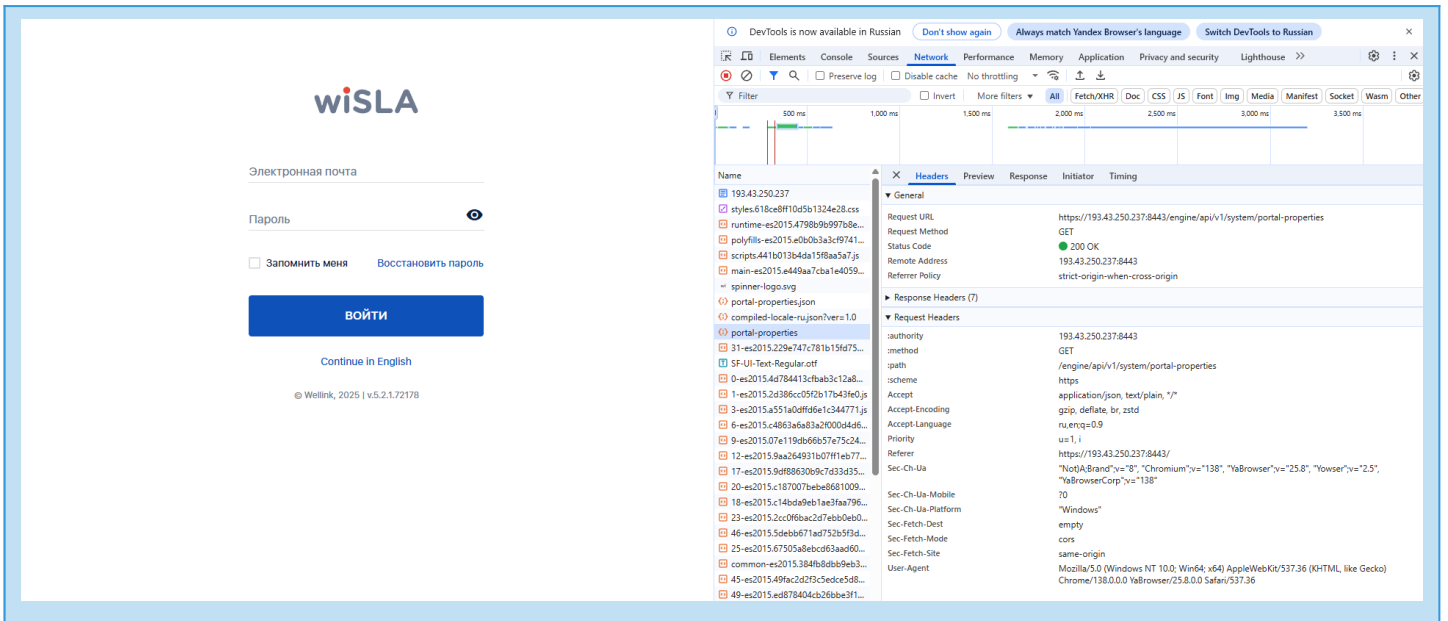 wiSLA
Электронная почта
Пароль
Запомнить меня
Восстановить пароль
ВОЙТИ
Continue in English
© Wellink, 2025 | v.5.2.1.72178
DevTools is now available in Russian
Don't show again
Always match Yandex Browser's language
Switch DevTools to Russian
Elements
Console
Sources
Network
Performance
Memory
Application
Privacy and security
Lighthouse
Preserve log
Disable cache
No throttling
Filter
Invert
More filters
All
Fetch/XHR
Doc
CSS
JS
Font
Img
Media
Manifest
Socket
Wasm
Other
500 ms
1,000 ms
1,500 ms
2,000 ms
2,500 ms
3,000 ms
3,500 ms
Name
193.43.250.237
styles.618ce8ff10d5b1324e28.css
runtime-es2015.4798b9b997b8e...
polyfills-es2015.e0b0b3a3cf9741...
scripts.441b013b4da15f8aa5a7.js
main-es2015.e449aa7cba1e4059...
spinner-logo.svg
portal-properties.json
compiled-locale-ru.json?ver=1.0
portal-properties
31-es2015.229e747c781b15fd75...
SF-UI-Text-Regular.otf
0-es2015.4d784413cfbab3c12a8...
1-es2015.2d386cc05f2b17b43fe0.js
3-es2015.a551a0dffd6e1c344771.js
6-es2015.c4863a6a83a2f000d4d6...
9-es2015.07e119db66b57e75c24...
12-es2015.9aa264931b07ff1eb77...
17-es2015.9df88630b9c7d33d35...
20-es2015.c187007bebe8681009...
18-es2015.c14bda9eb1ae3faa796...
23-es2015.2cc0f6bac2d7ebb0eb0...
46-es2015.5debb671ad752b5f3d...
25-es2015.67505a8ebcd63aad60...
common-es2015.384fb8dbb9eb3...
45-es2015.49fac2d2f3c5edce5d8...
49-es2015.ed878404cb26bbe3f1...
Headers
Preview
Response
Initiator
Timing
General
Request URL https://193.43.250.237:8443/engine/api/v1/system/portal-properties
Request Method GET
Status Code 200 OK
Remote Address 193.43.250.237:8443
Referrer Policy strict-origin-when-cross-origin
Response Headers (7)
Request Headers
:authority 193.43.250.237:8443
:method GET
:path /engine/api/v1/system/portal-properties
:scheme https
Accept application/json, text/plain, */*
Accept-Encoding gzip, deflate, br, zstd
Accept-Language ru,en;q=0.9
Priority u=1, i
Referer https://193.43.250.237:8443/
Sec-Ch-Ua "Not)A;Brand";v="8", "Chromium";v="138", "YaBrowser";v="25.8", "Yowser";v="2.5",
"YaBrowserCorp";v="138"
Sec-Ch-Ua-Mobile ?0
Sec-Ch-Ua-Platform "Windows"
Sec-Fetch-Dest empty
Sec-Fetch-Mode cors
Sec-Fetch-Site same-origin
User-Agent Mozilla/5.0 (Windows NT 10.0; Win64; x64) AppleWebKit/537.36 (KHTML, like Gecko)
Chrome/138.0.0.0 YaBrowser/25.8.0.0 Safari/537.36